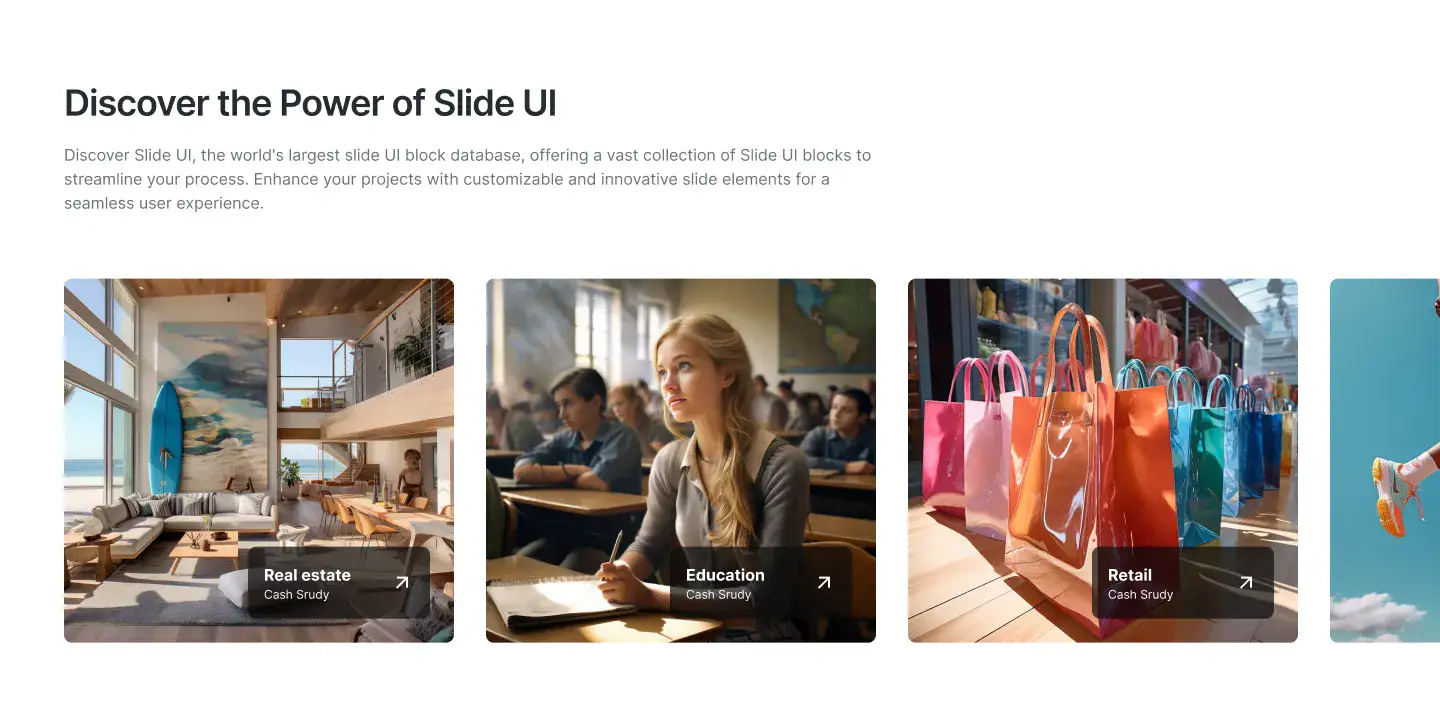 Discover the Power of Slide UI
Discover Slide UI, the world's largest slide UI block database, offering a vast collection of Slide UI blocks to
streamline your process. Enhance your projects with customizable and innovative slide elements for a
seamless user experience.
Real estate
Cash Srudy
Education
Cash Srudy
Retail
Cash Srudy